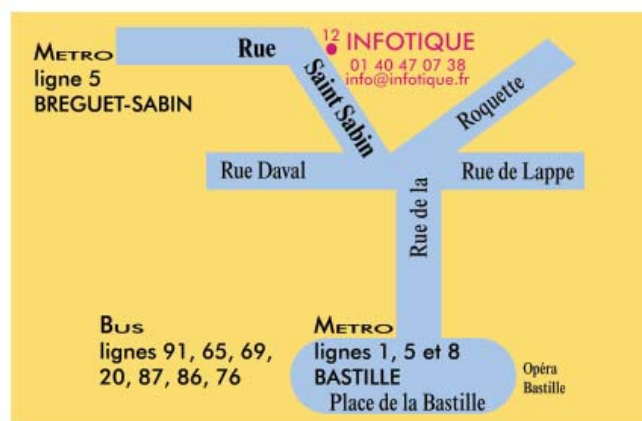 METRO
ligne 5
BREGUET-SABIN
Rue
Saint Sabin
12
INFOTIQUE
01 40 47 07 38
info@infotique.fr
Roquette
Rue Daval
Rue de la
Rue de Lappe
BUS
lignes 91, 65, 69,
20, 87, 86, 76
METRO
lignes 1, 5 et 8
BASTILLE
Place de la Bastille
Opéra
Bastille